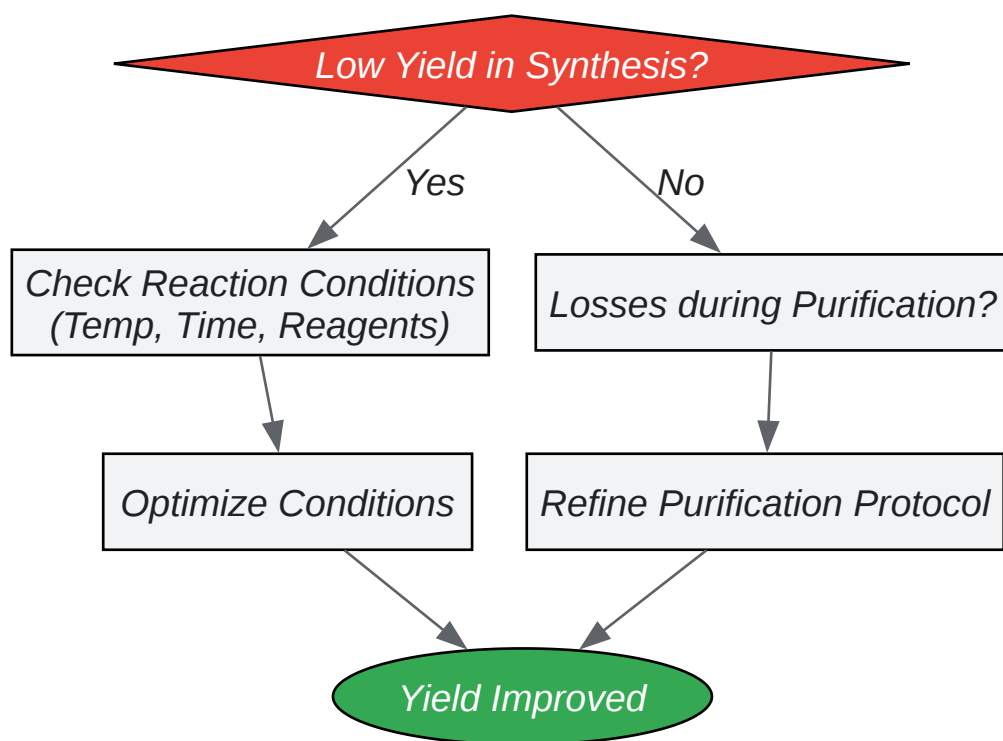 Low Yield in Synthesis?
Yes
No
Check Reaction Conditions
(Temp, Time, Reagents)
Losses during Purification?
Optimize Conditions
Refine Purification Protocol
Yield Improved